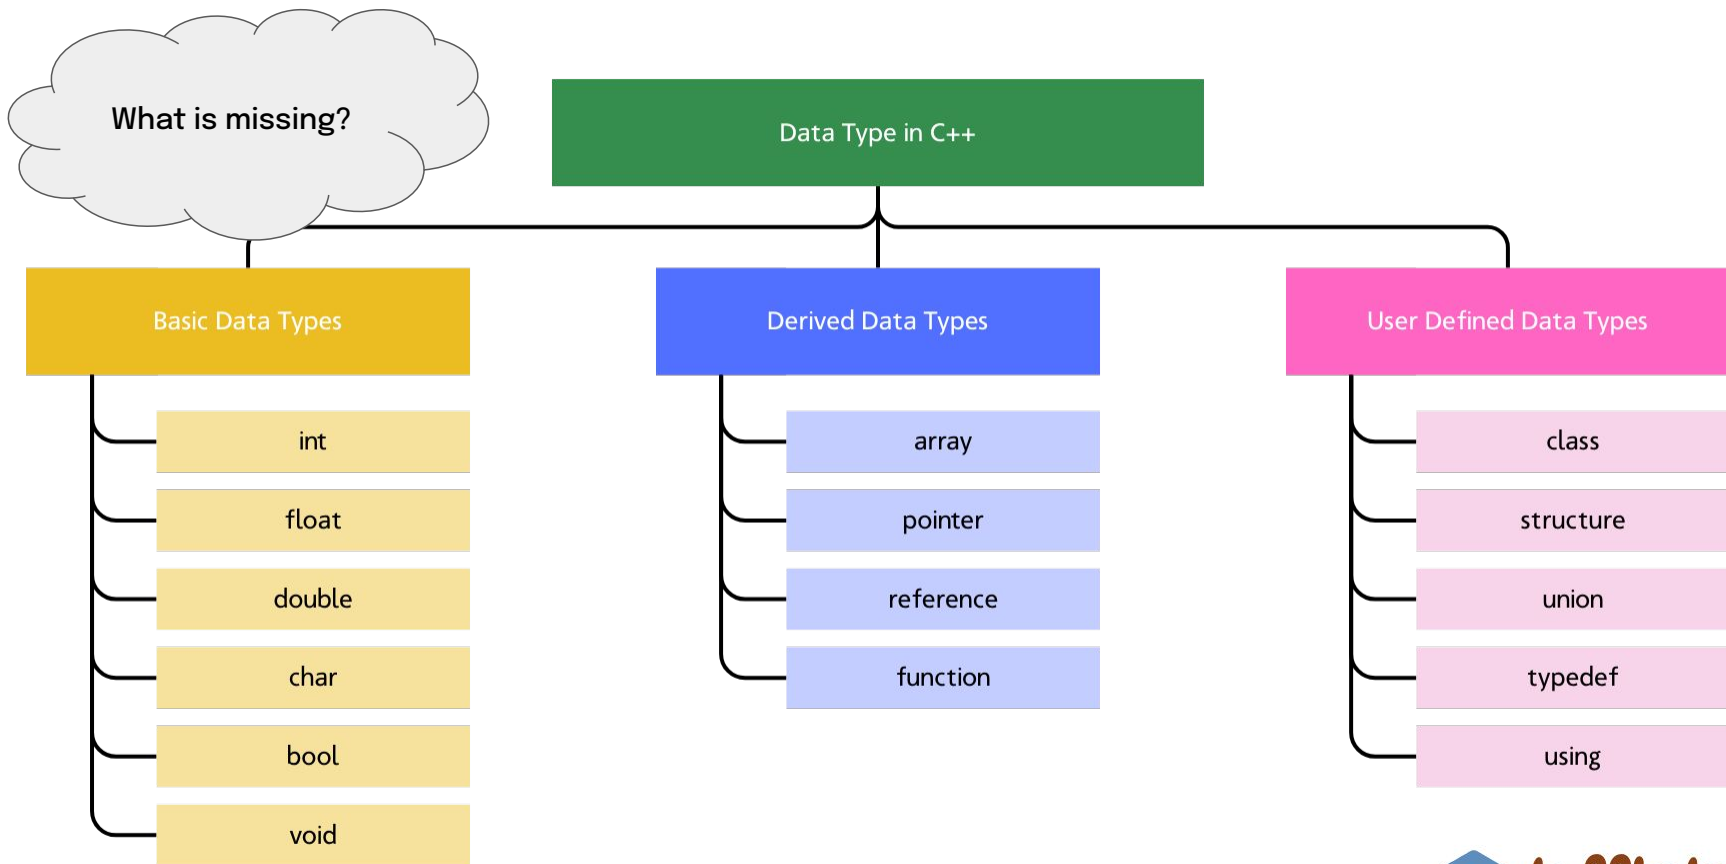 What is missing?
Data Type in C++
Basic Data Types
int
float
double
char
bool
void
Derived Data Types
array
pointer
reference
function
User Defined Data Types
class
structure
union
typedef
using